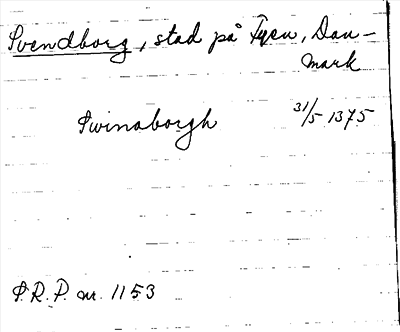 Svendborg, stad på Fyen, Dan-
mark
Swinaborgh 31/5 1375
S.R.P. nr. 1153